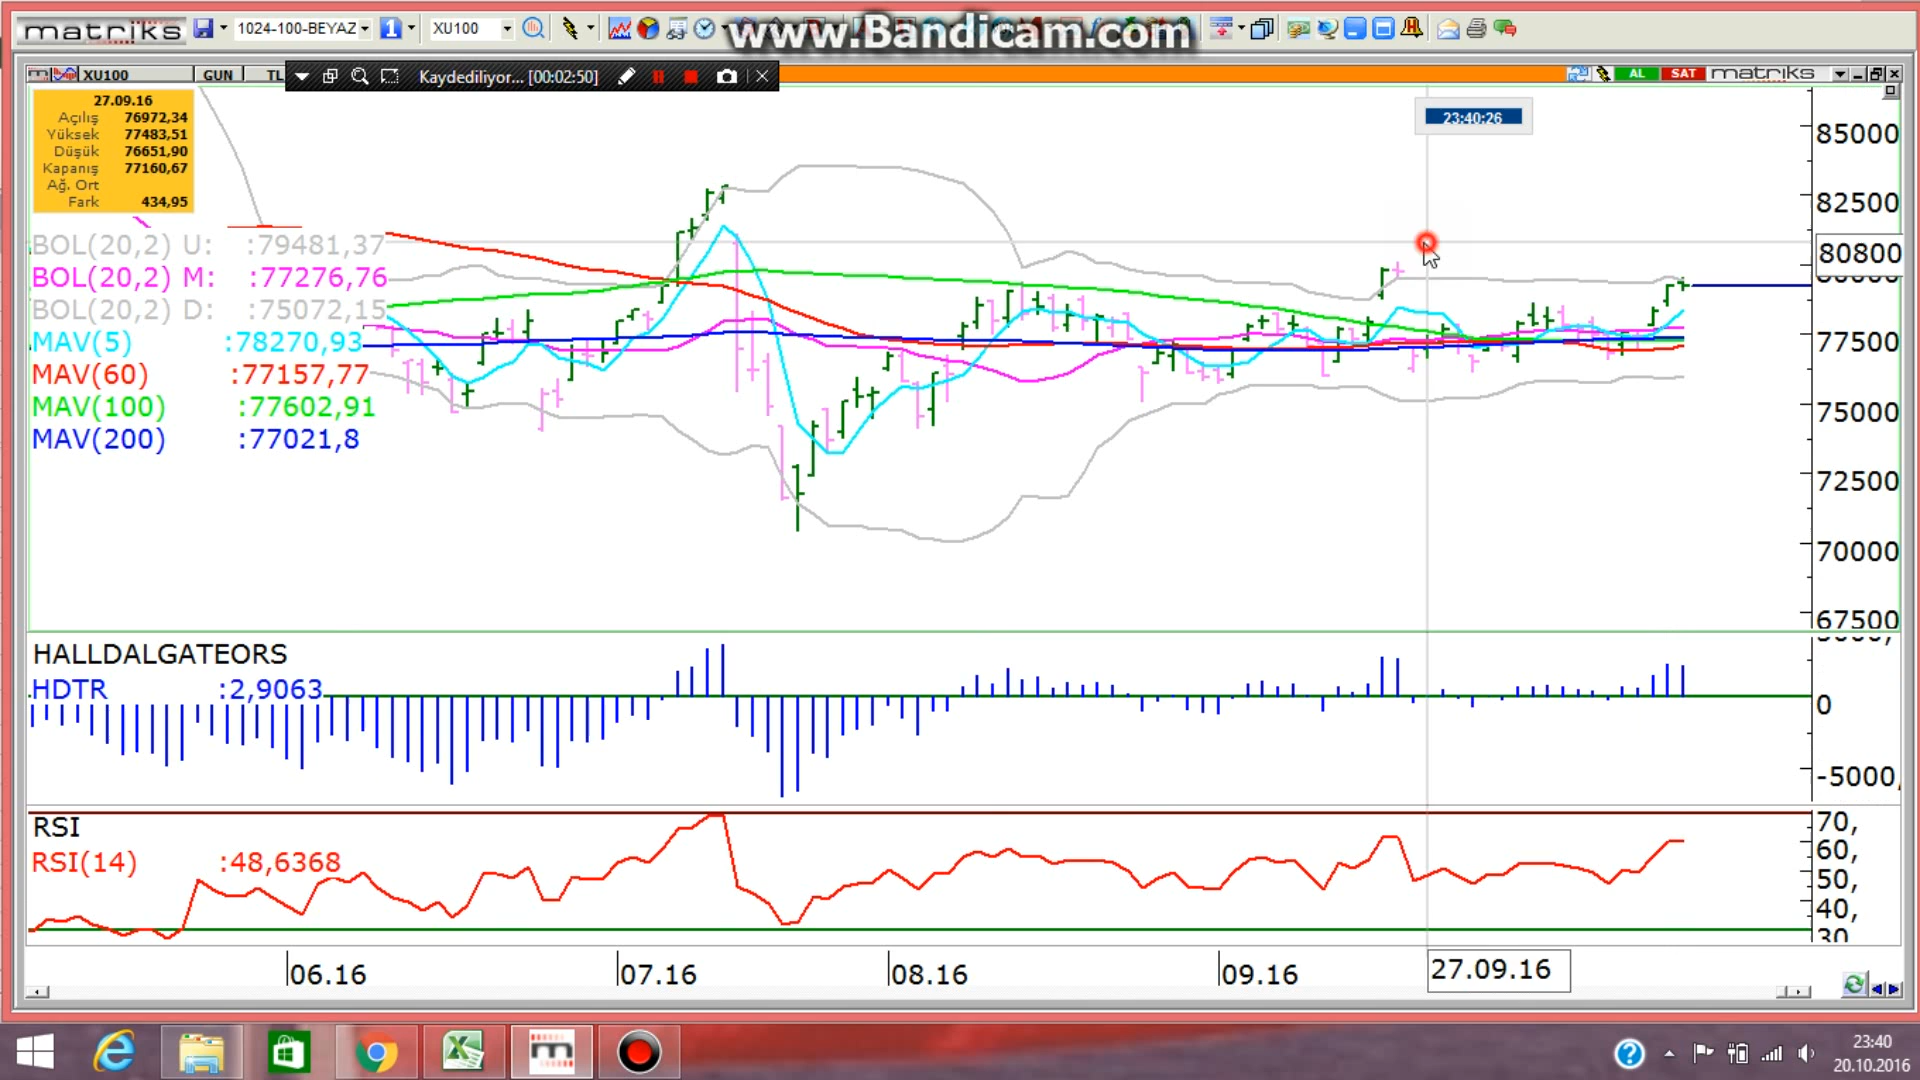 www.Bandicam.com
matriks
1024-100-BEYAZ
1
XU100
XU100
GUN
TL
Kaydediliyor... [00:02:50]
AL
SAT
matriks
27.09.16
Açılış 76972,34
Yüksek 77483,51
Düşük 76651,90
Kapanış 77160,67
Ağ. Ort
Fark 434,95
23:40:26
BOL(20,2) U: :79481,37
BOL(20,2) M: :77276,76
BOL(20,2) D: :75072,15
MAV(5) :78270,93
MAV(60) :77157,77
MAV(100) :77602,91
MAV(200) :77021,8
85000
82500
80800
77500
75000
72500
70000
67500
HALLDALGATEORS
HDTR :2,9063
0
-5000,
RSI
RSI(14) :48,6368
70,
60,
50,
40,
30
06.16
07.16
08.16
09.16
27.09.16
23:40
20.10.2016